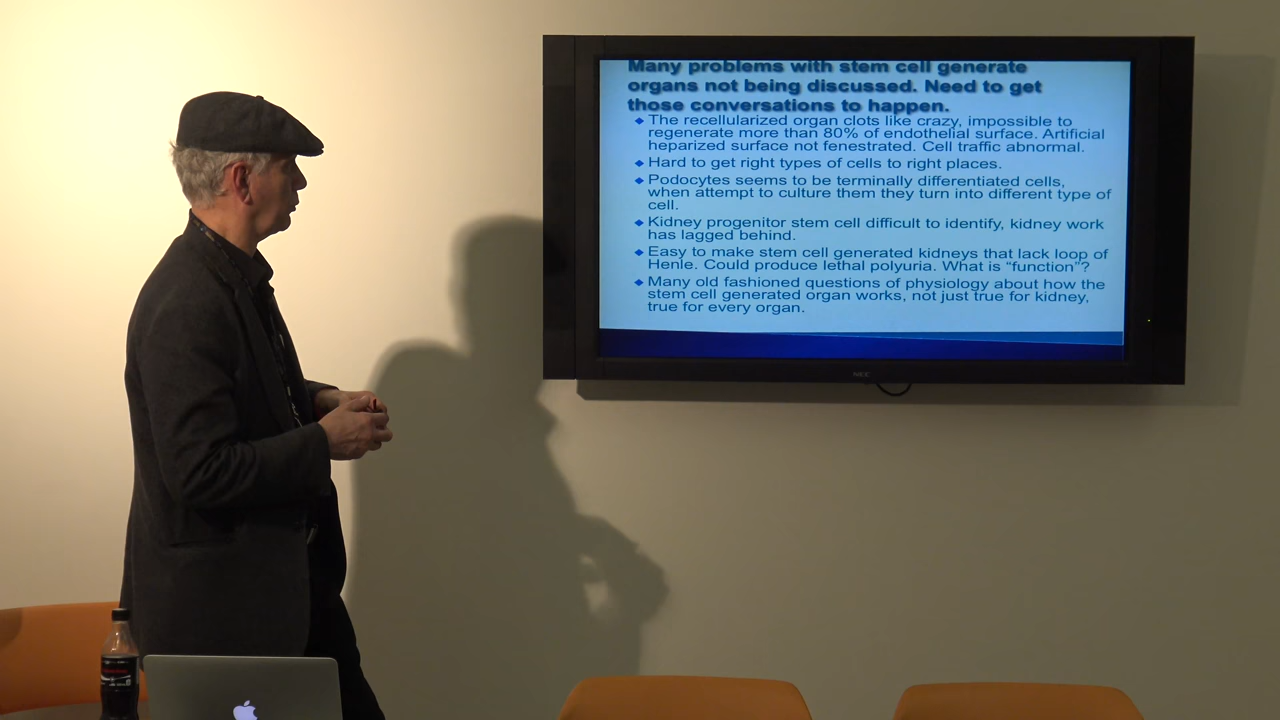 Many problems with stem cell generate
organs not being discussed. Need to get
those conversations to happen.
The recellularized organ clots like crazy, impossible to
regenerate more than 80% of endothelial surface. Artificial
heparized surface not fenestrated. Cell traffic abnormal.
Hard to get right types of cells to right places.
Podocytes seems to be terminally differentiated cells,
when attempt to culture them they turn into different type of
cell.
Kidney progenitor stem cell difficult to identify, kidney work
has lagged behind.
Easy to make stem cell generated kidneys that lack loop of
Henle. Could produce lethal polyuria. What is “function”?
Many old fashioned questions of physiology about how the
stem cell generated organ works, not just true for kidney,
true for every organ.
NEC